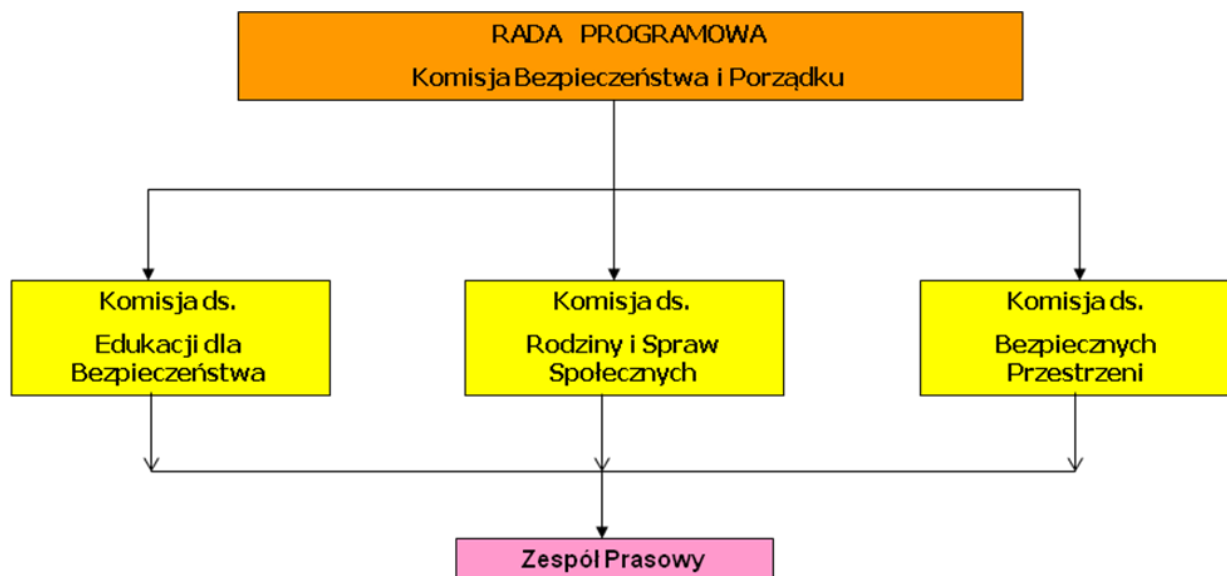 RADA PROGRAMOWA
Komisja Bezpieczeństwa i Porządku
Komisja ds.
Edukacji dla
Bezpieczeństwa
Komisja ds.
Rodziny i Spraw
Społecznych
Komisja ds.
Bezpiecznych
Przestrzeni
Zespół Prasowy